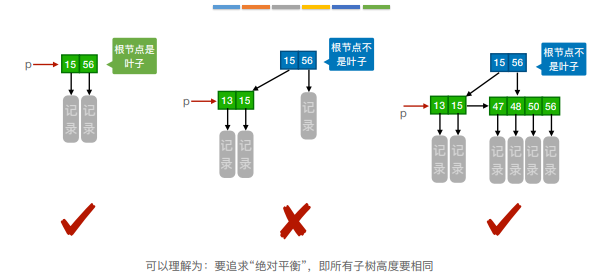 根节点是
叶子
p
15 56
记录 记录
根节点不
是叶子
15 56
p
13 15
记录
记录 记录
根节点不
是叶子
15 56
p
13 15
47 48 50 56
记录 记录
记录 记录 记录 记录
可以理解为：要追求“绝对平衡”，即所有子树高度要相同